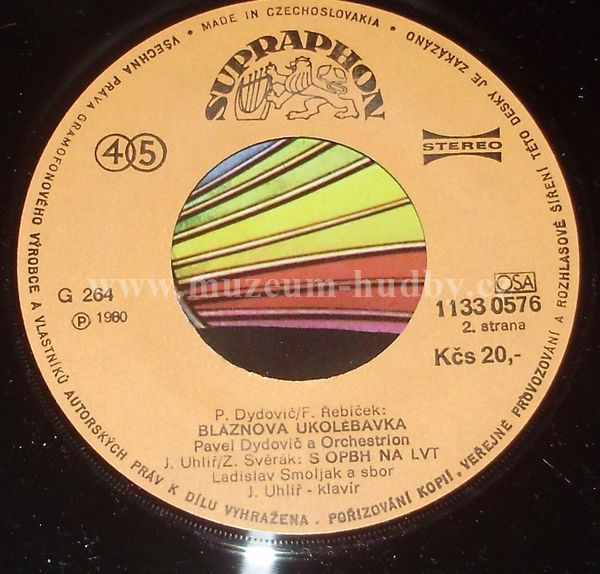 VŠECHNA PRÁVA GRAMOFONOVÉHO VÝROBCE A VLASTNÍKŮ AUTORSKÝCH PRÁV K DÍLU VYHRAŽENA . POŘIZOVÁNÍ KOPIÍ . VEŘEJNÉ PROVOZOVÁNÍ A ROZHLASOVÉ ŠÍŘENÍ TÉTO DESKY JE ZAKÁZÁNO
• MADE IN CZECHOSLOVAKIA •
SUPRAPHON
45
STEREO
G 264
Ⓟ 1980
www.muzeum-hudby.c
OSA
1133 0576
2. strana
Kčs 20,-
P. Dydovič/F. Řebíček:
BLÁZNOVA UKOLÉBAVKA
Pavel Dydovič a Orchestrion
J. Uhlíř/Z. Svěrák: S OPBH NA LVT
Ladislav Smoljak a sbor
J. Uhlíř - klavír